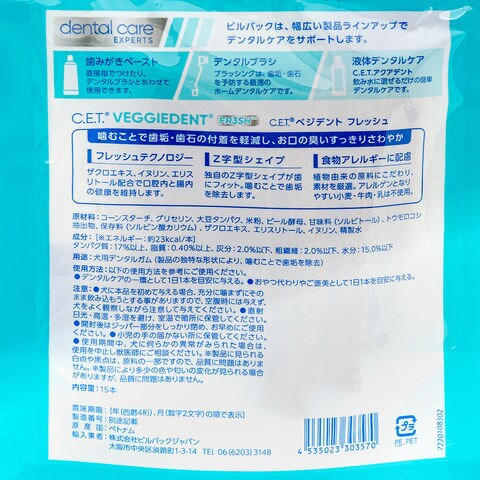 dental care
EXPERTS
ビルバックは、幅広い製品ラインアップで
デンタルケアをサポートします。
歯みがきペースト
直接指でつけたり、
デンタルブラシとあわせて
使用できます。
デンタルブラシ
ブラッシングは、歯垢・歯石
を予防する最適の
ホームデンタルケアです。
液体デンタルケア
C.E.T.アクアデント
飲み水に混ぜるだけの簡単
デンタルケアです。
C.E.T.® VEGGIEDENT® FR3SH™ C.E.T.® ベジデント フレッシュ
噛むことで歯垢・歯石の付着を軽減し、お口の臭いすっきりさわやか
フレッシュテクノロジー
ザクロエキス、イヌリン、エリス
リトール配合で口腔内と腸内
の健康を維持します。
Z字型シェイプ
独自のZ字型シェイプが歯
にフィット。噛むことで歯垢
を除去します。
食物アレルギーに配慮
植物由来の原料にこだわり、
素材を厳選。アレルゲンとなり
やすい小麦・牛肉・乳は不使用。
原材料：コーンスターチ、グリセリン、大豆タンパク、米粉、ビール酵母、甘味料（ソルビトール）、トウモロコシ
抽出物、保存料（ソルビン酸カリウム）、ザクロエキス、エリスリトール、イヌリン、精製水
成分：［※エネルギー：約23kcal/本］
タンパク質：17%以上、脂質：0.40%以上、灰分：2.0%以下、粗繊維：2.0%以下、水分：15.0%以下
用途：犬用デンタルガム（製品の独特な形状により、噛むことで歯垢を除去）
使用方法：以下の使用方法を参考にご使用ください。
●デンタルケアの一環として1日1本を目安に与える。●おやつ代わりやご褒美として1日1本を目安に与える。
注意：●犬に本品を初めて与える場合、充分に噛まずにその
まま飲み込もうとする事がありますので、空腹時には与えず、
犬をよく観察しながら注意して与えてください。●直射
日光・高温・多湿を避け、室温で暗所に保管してください。
●開封後はジッパー部分をしっかり閉め、お早めにご使用
ください。●小児の手の届かない所に保管してください。
●使用期間中、犬に何らかの異常がみられた場合は、
使用を中止し獣医師にご相談ください。※製品に見られる
白点や黒点は、原料の一部ですので、品質に問題はありま
せん。※製品により多少の色や匂いの変化が見られる場合
がありますが、品質に問題はありません。
15本
賞味期限：［年（西暦4桁）、月（数字2文字）の順で表示］
製造番号：別途記載
原産国：ベトナム
輸入業者：株式会社ビルバックジャパン
大阪市中央区淡路町1-3-14 TEL 06(6203)3148
4 535023 303570
プラ
PE,PET
7220108302